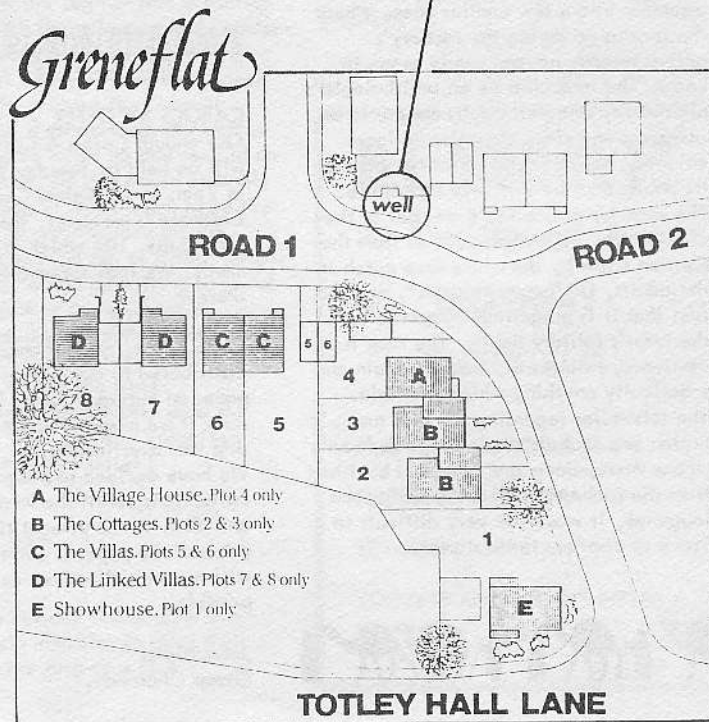 Greneflat
well
ROAD 1
ROAD 2
D D C C 5 6
A
4
B
3
8 7 6 5
2
B
1
A The Village House. Plot 4 only
B The Cottages. Plots 2 & 3 only
C The Villas. Plots 5 & 6 only
D The Linked Villas. Plots 7 & 8 only
E Showhouse. Plot 1 only
E
TOTLEY HALL LANE